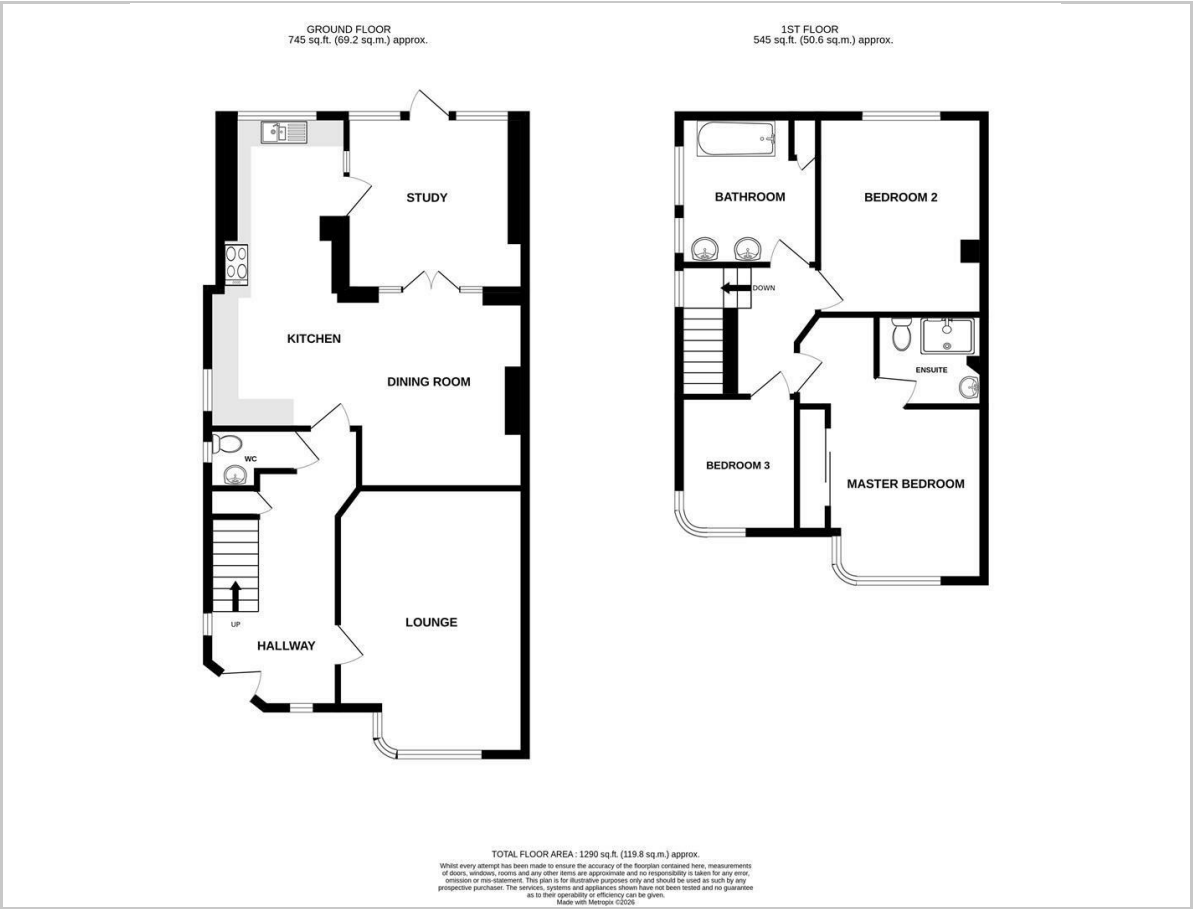 GROUND FLOOR
745 sq.ft. (69.2 sq.m.) approx.
1ST FLOOR
545 sq.ft. (50.6 sq.m.) approx.
STUDY
KITCHEN
DINING ROOM
WC
UP
HALLWAY
LOUNGE
BATHROOM
BEDROOM 2
DOWN
ENSUITE
BEDROOM 3
MASTER BEDROOM
TOTAL FLOOR AREA : 1290 sq.ft. (119.8 sq.m.) approx.
Whilst every attempt has been made to ensure the accuracy of the floorplan contained here, measurements
of doors, windows, rooms and any other items are approximate and no responsibility is taken for any error,
omission or mis-statement. This plan is for illustrative purposes only and should be used as such by any
prospective purchaser. The services, systems and appliances shown have not been tested and no guarantee
as to their operability or efficiency can be given.
Made with Metropix ©2026